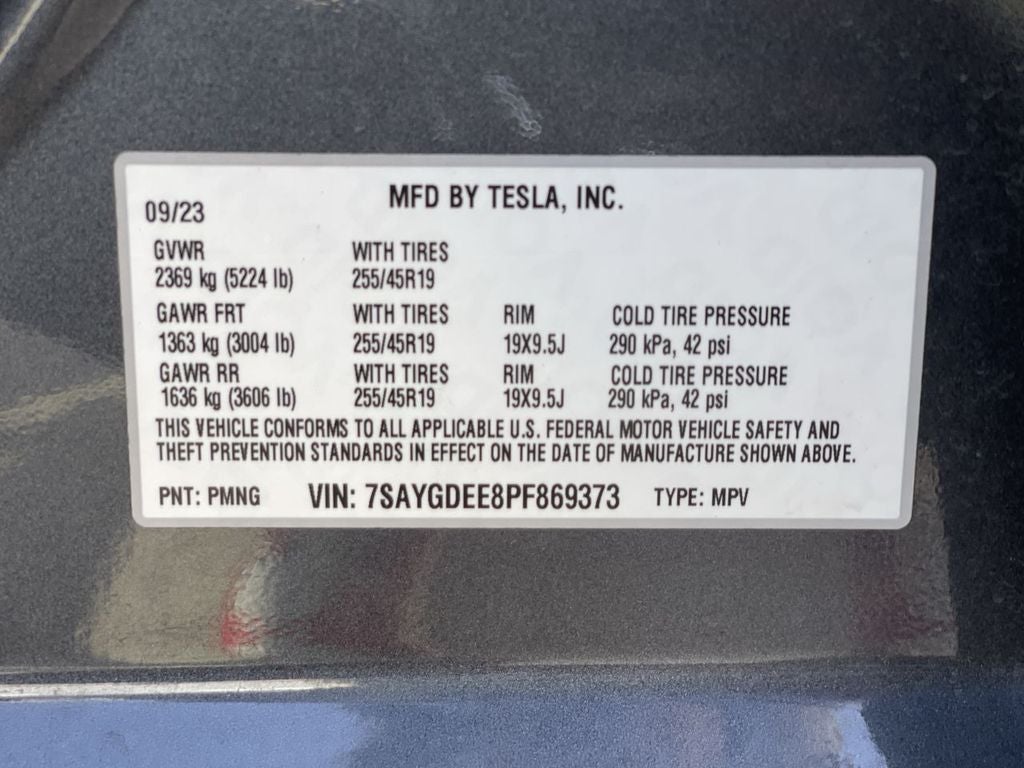 MFD BY TESLA, INC.
09/23
GVWR WITH TIRES
2369 kg (5224 lb) 255/45R19
GAWR FRT WITH TIRES RIM COLD TIRE PRESSURE
1363 kg (3004 lb) 255/45R19 19X9.5J 290 kPa, 42 psi
GAWR RR WITH TIRES RIM COLD TIRE PRESSURE
1636 kg (3606 lb) 255/45R19 19X9.5J 290 kPa, 42 psi
THIS VEHICLE CONFORMS TO ALL APPLICABLE U.S. FEDERAL MOTOR VEHICLE SAFETY AND
THEFT PREVENTION STANDARDS IN EFFECT ON THE DATE OF MANUFACTURE SHOWN ABOVE.
PNT: PMNG VIN: 7SAYGDEE8PF869373 TYPE: MPV